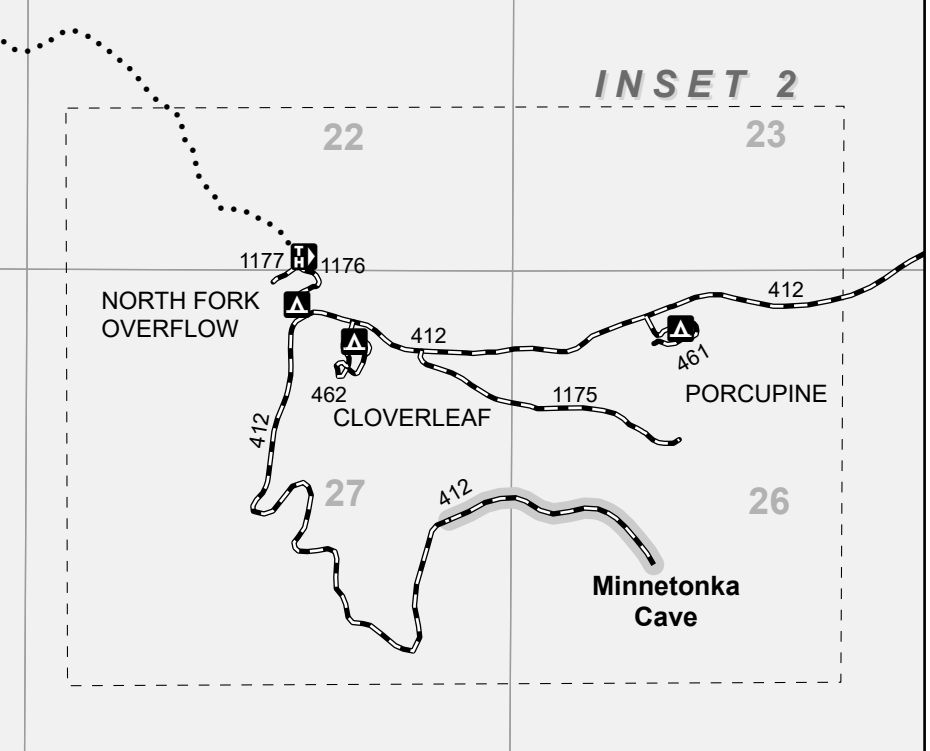 INSET 2
22
23
TH
1177
1176
NORTH FORK
OVERFLOW
412
412
461
462
CLOVERLEAF
1175
PORCUPINE
412
27
412
26
Minnetonka
Cave